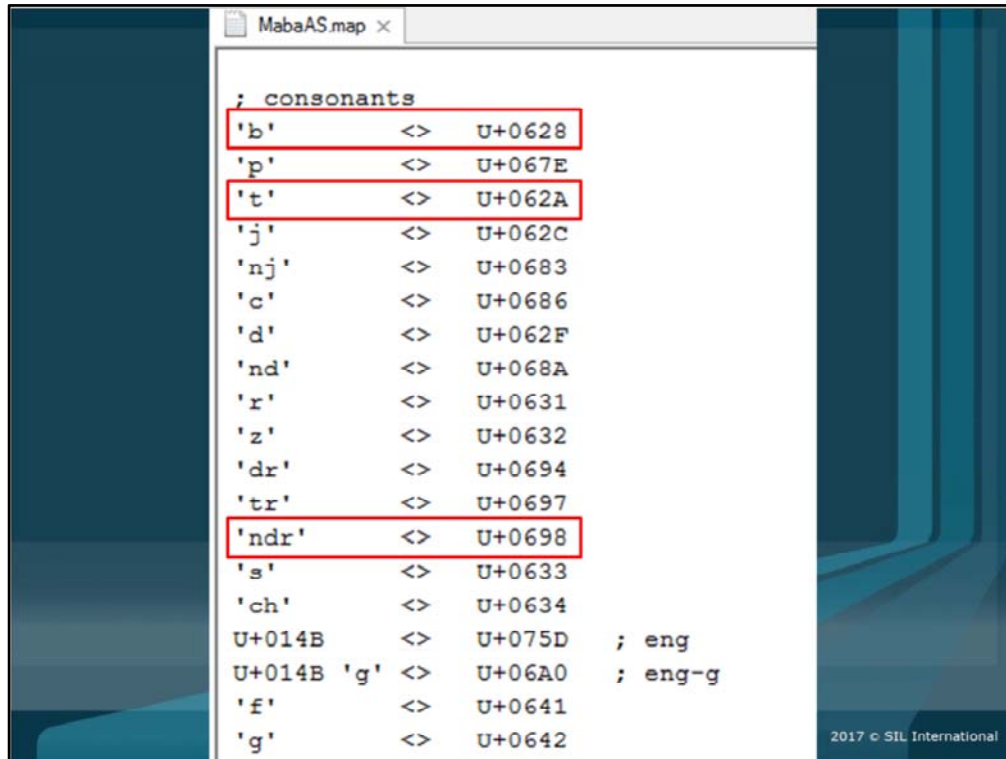 MabaAS.map ×
; consonants
'b' <> U+0628
'p' <> U+067E
't' <> U+062A
'j' <> U+062C
'nj' <> U+0683
'c' <> U+0686
'd' <> U+062F
'nd' <> U+068A
'r' <> U+0631
'z' <> U+0632
'dr' <> U+0694
'tr' <> U+0697
'ndr' <> U+0698
's' <> U+0633
'ch' <> U+0634
U+014B <> U+075D ; eng
U+014B 'g' <> U+06A0 ; eng-g
'f' <> U+0641
'g' <> U+0642
2017 © SIL International